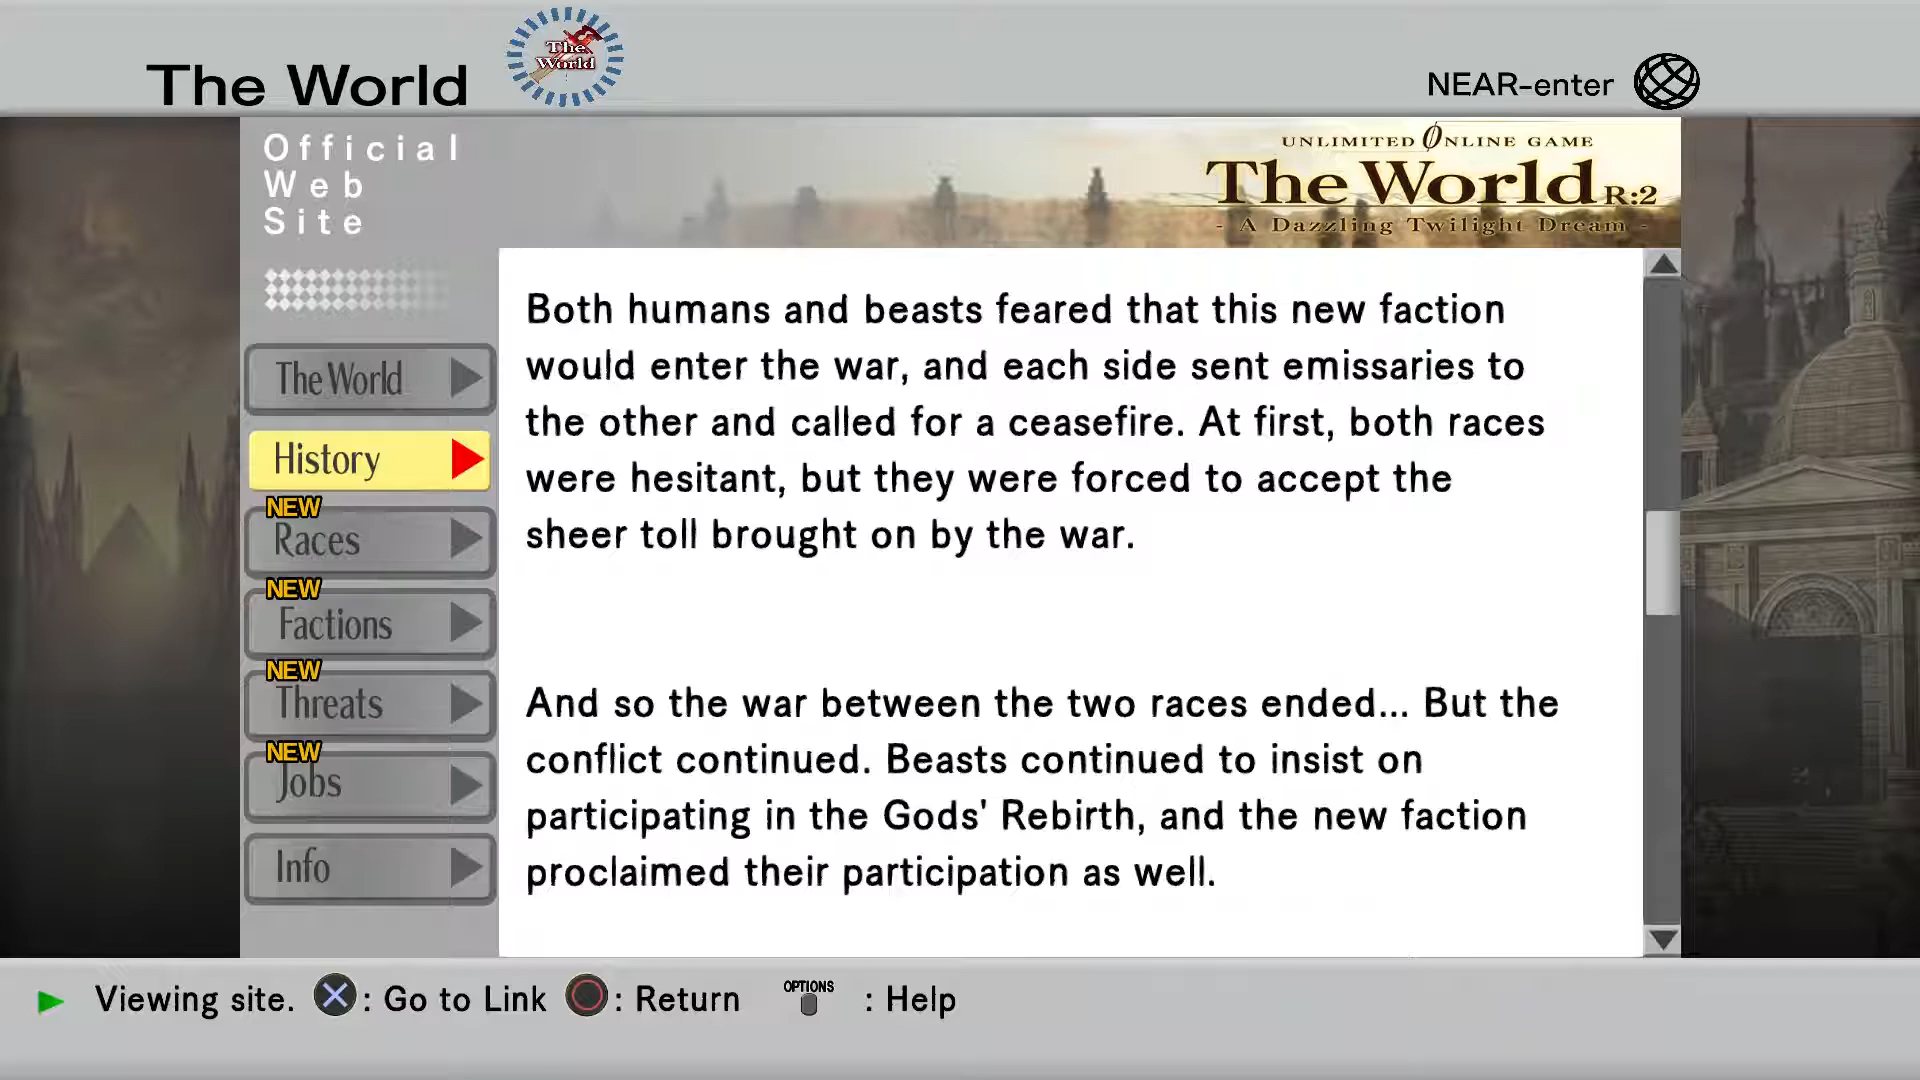 The World
The World
NEAR-enter
Official
Web
Site
UNLIMITED ONLINE GAME
The World R:2
- A Dazzling Twilight Dream -
The World
History
NEW
Races
NEW
Factions
NEW
Threats
NEW
Jobs
Info
Both humans and beasts feared that this new faction
would enter the war, and each side sent emissaries to
the other and called for a ceasefire. At first, both races
were hesitant, but they were forced to accept the
sheer toll brought on by the war.
And so the war between the two races ended... But the
conflict continued. Beasts continued to insist on
participating in the Gods' Rebirth, and the new faction
proclaimed their participation as well.
Viewing site. : Go to Link : Return OPTIONS : Help